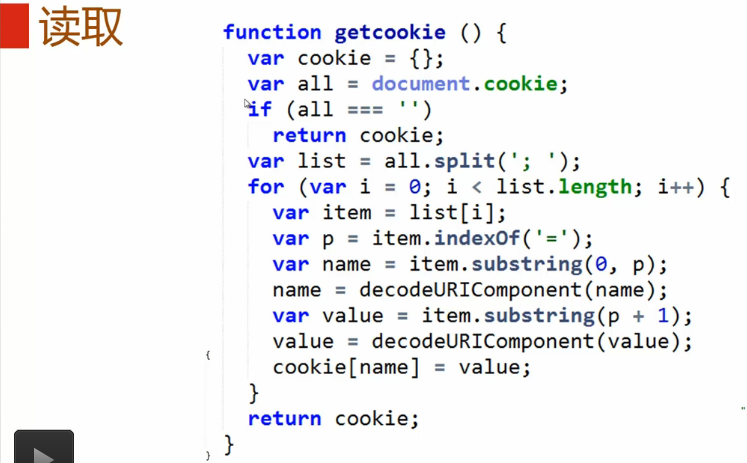 读取
function getcookie () {
  var cookie = {};
  var all = document.cookie;
  if (all === '')
    return cookie;
  var list = all.split('; ');
  for (var i = 0; i < list.length; i++) {
    var item = list[i];
    var p = item.indexOf('=');
    var name = item.substring(0, p);
    name = decodeURIComponent(name);
    var value = item.substring(p + 1);
    value = decodeURIComponent(value);
{
    cookie[name] = value;
  }
"
  return cookie;
}
}